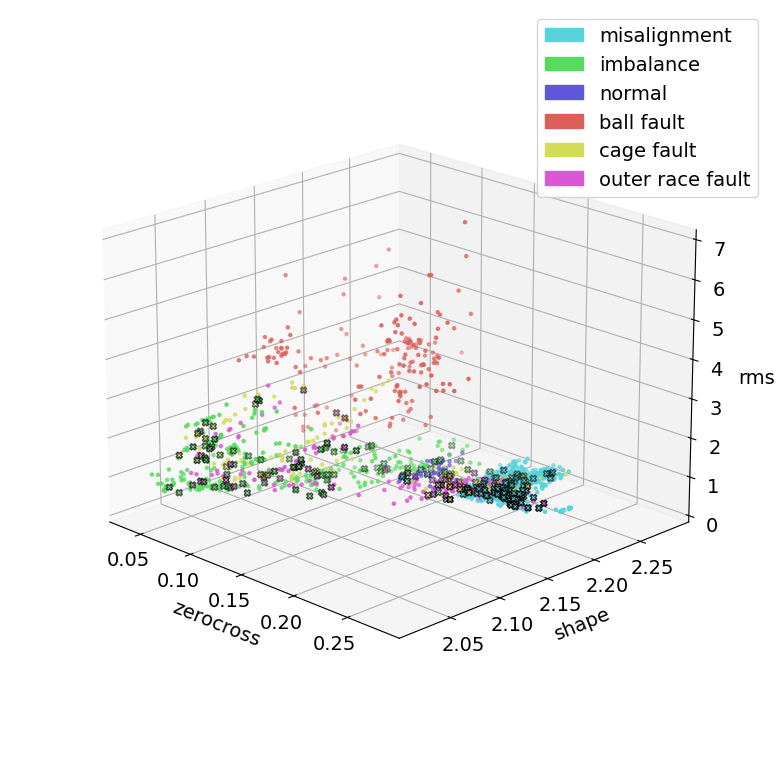 misalignment
imbalance
normal
ball fault
cage fault
outer race fault
7
6
5
4
rms
3
2
1
0
0.05
0.10
0.15
0.20
0.25
zerocross
2.05
2.10
2.15
2.20
2.25
shape